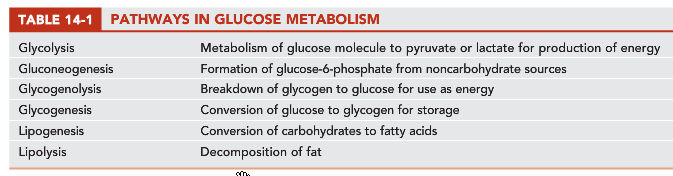 TABLE 14-1 PATHWAYS IN GLUCOSE METABOLISM
Glycolysis Metabolism of glucose molecule to pyruvate or lactate for production of energy
Gluconeogenesis Formation of glucose-6-phosphate from noncarbohydrate sources
Glycogenolysis Breakdown of glycogen to glucose for use as energy
Glycogenesis Conversion of glucose to glycogen for storage
Lipogenesis Conversion of carbohydrates to fatty acids
Lipolysis Decomposition of fat